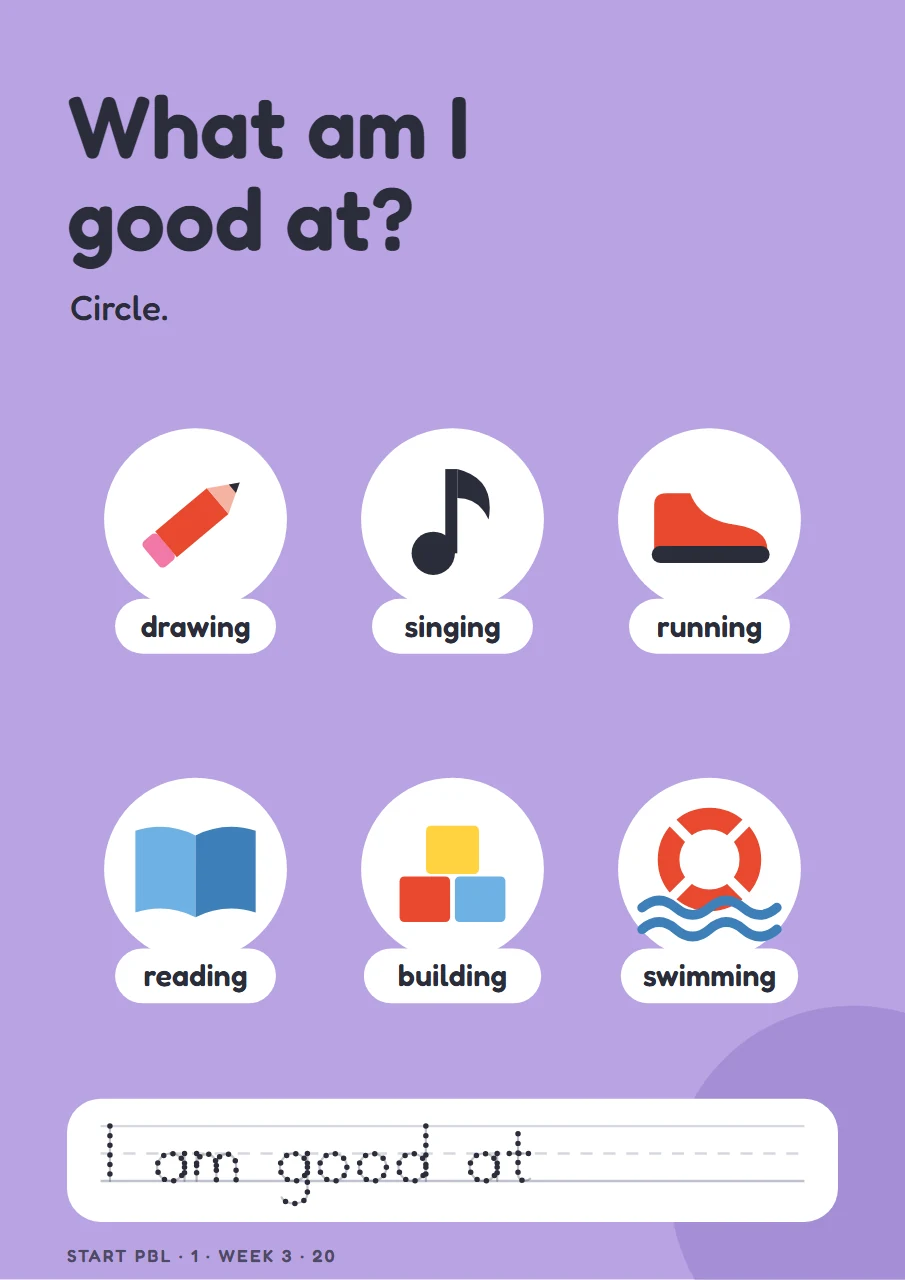 What am I
good at?
Circle.
drawing
singing
running
reading
building
swimming
I am good at
START PBL · 1 · WEEK 3 · 20